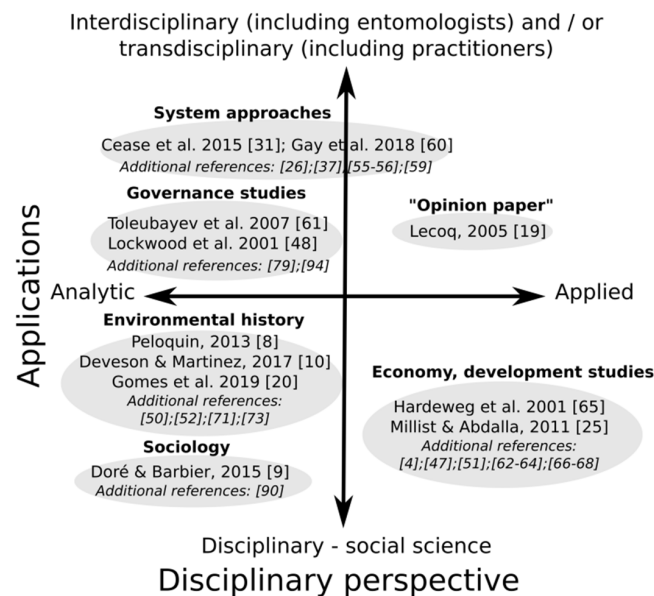 Interdisciplinary (including entomologists) and / or
transdisciplinary (including practitioners)
System approaches
Cease et al. 2015 [31]; Gay et al. 2018 [60]
Additional references: [26];[37];[55-56];[59]
Governance studies
Toleubayev et al. 2007 [61]
Lockwood et al. 2001 [48]
Additional references: [79];[94]
"Opinion paper"
Lecoq, 2005 [19]
Applications
Analytic
Applied
Environmental history
Peloquin, 2013 [8]
Deveson & Martinez, 2017 [10]
Gomes et al. 2019 [20]
Additional references:
[50];[52];[71];[73]
Economy, development studies
Hardeweg et al. 2001 [65]
Millist & Abdalla, 2011 [25]
Additional references:
[4];[47];[51];[62-64];[66-68]
Sociology
Doré & Barbier, 2015 [9]
Additional references: [90]
Disciplinary - social science
Disciplinary perspective